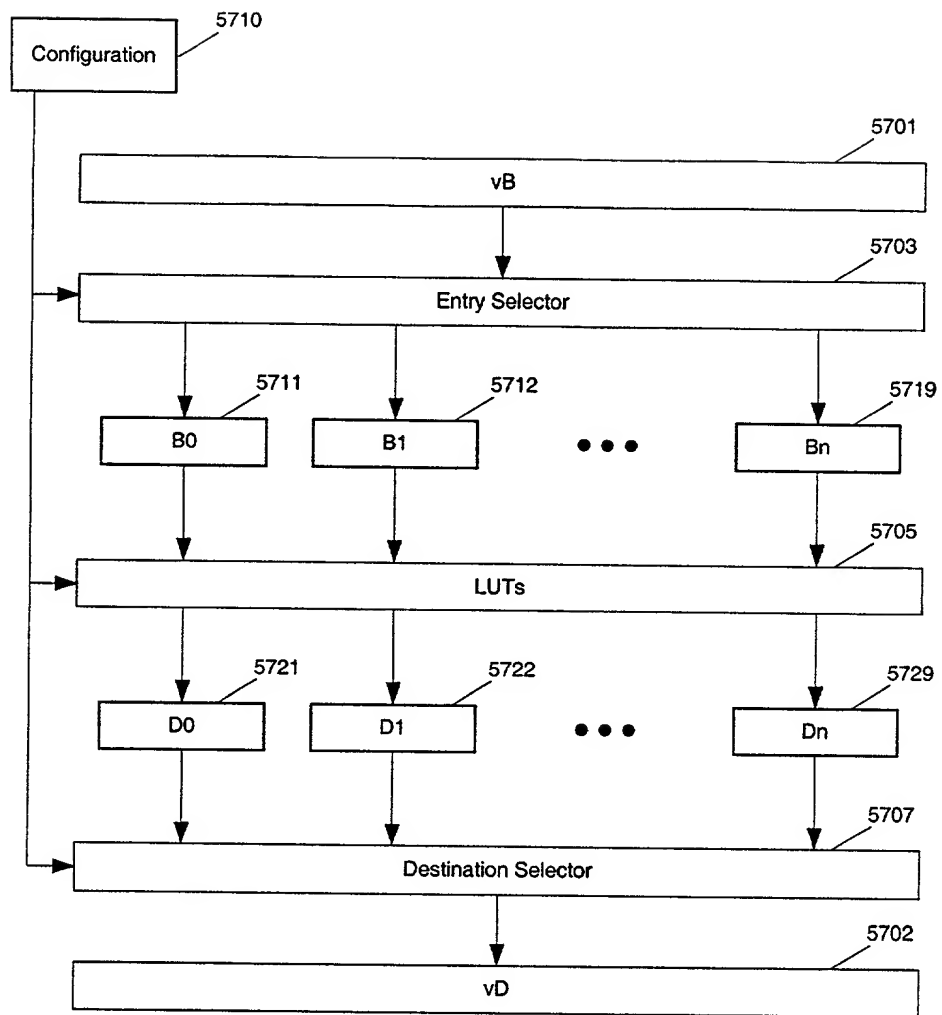 5710
Configuration
5701
vB
5703
Entry Selector
5711
5712
5719
B0
B1
Bn
5705
LUTs
5721
5722
5729
D0
D1
Dn
5707
Destination Selector
5702
vD